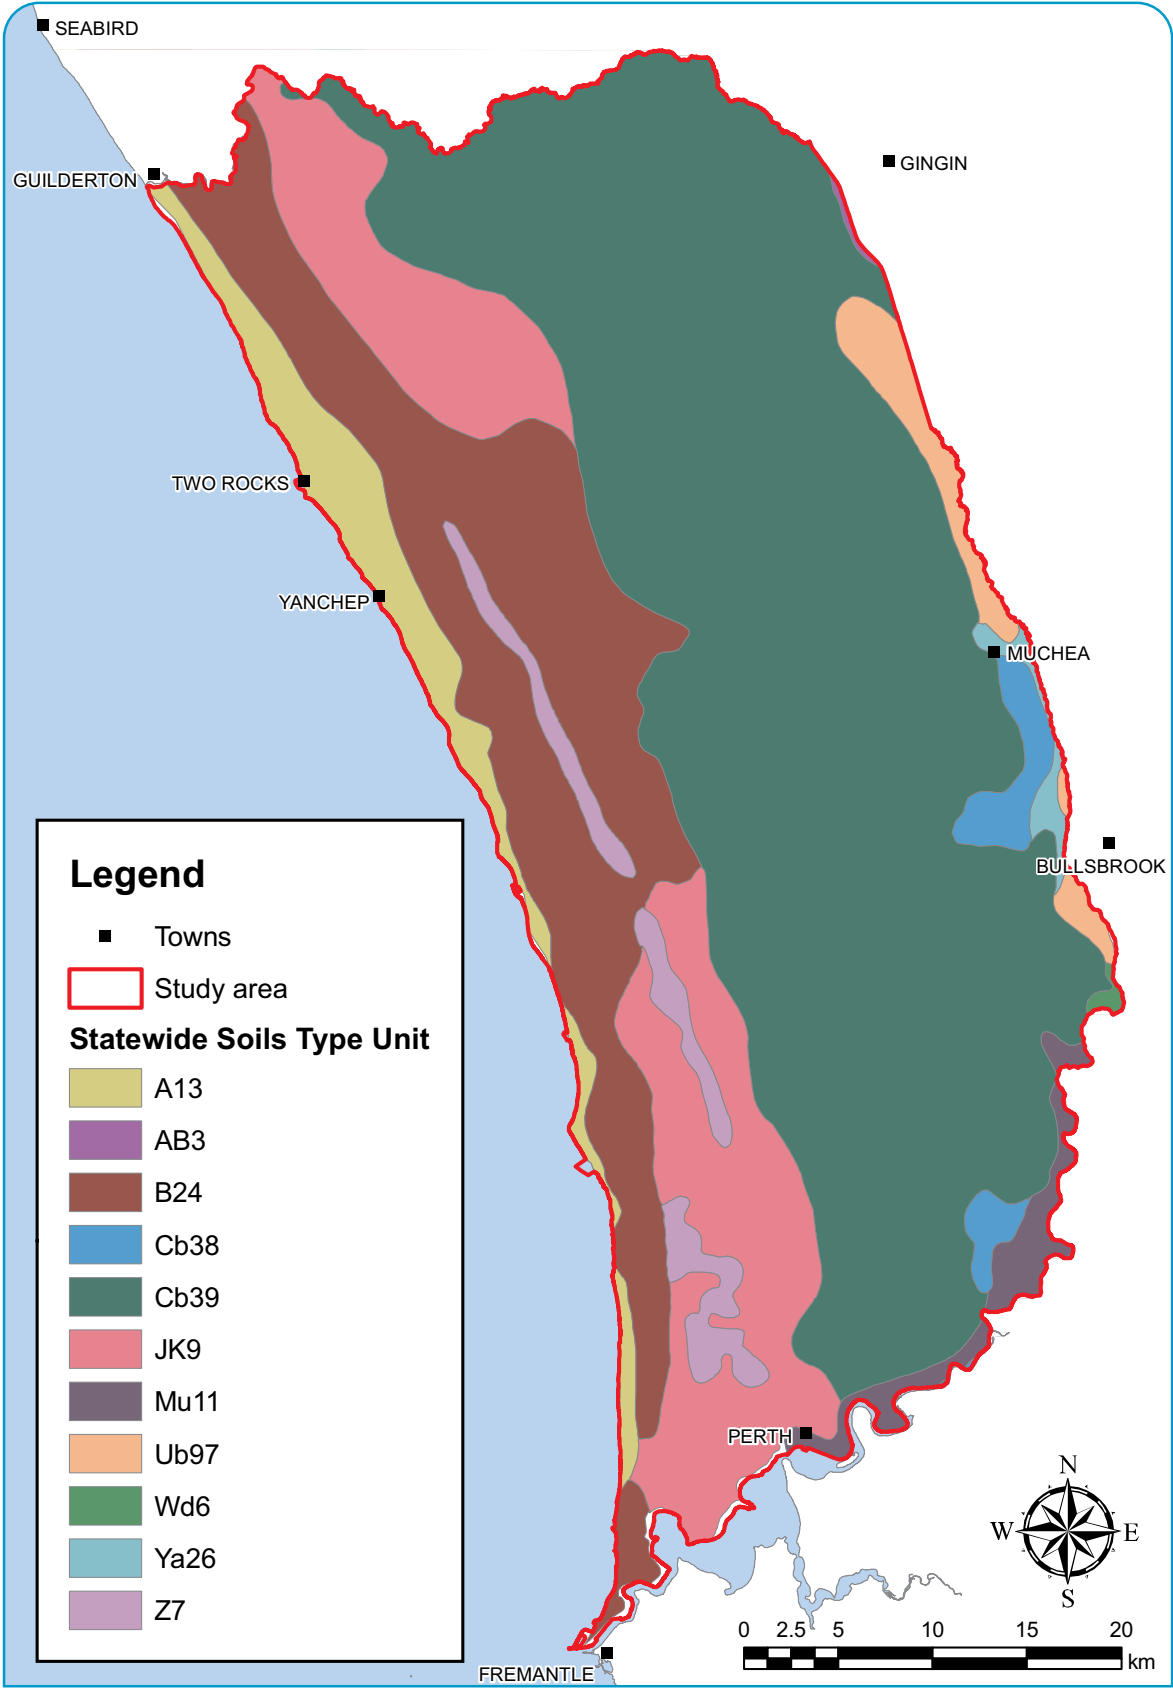 SEABIRD
GINGIN
GUILDERTON
TWO ROCKS
YANCHEP
MUCHEA
BULLSBROOK
Legend
Towns
Study area
Statewide Soils Type Unit
A13
AB3
B24
Cb38
Cb39
JK9
Mu11
Ub97
Wd6
Ya26
Z7
PERTH
FREMANTLE
N
W E
S
0 2.5 5 10 15 20
km